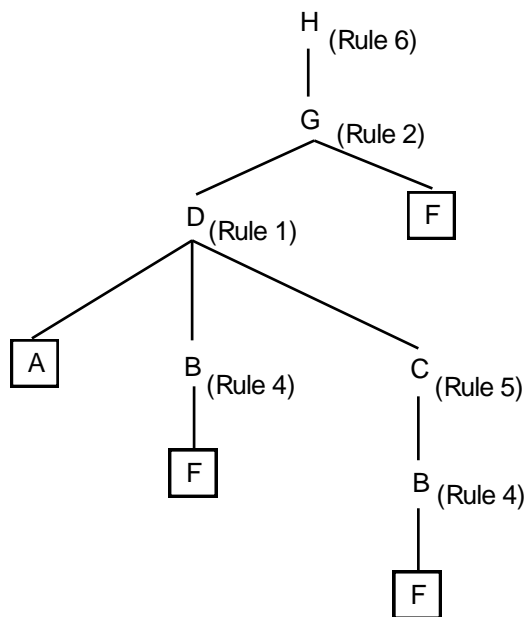 H (Rule 6)
G (Rule 2)
D (Rule 1)
F
A
B (Rule 4)
C (Rule 5)
F
B (Rule 4)
F